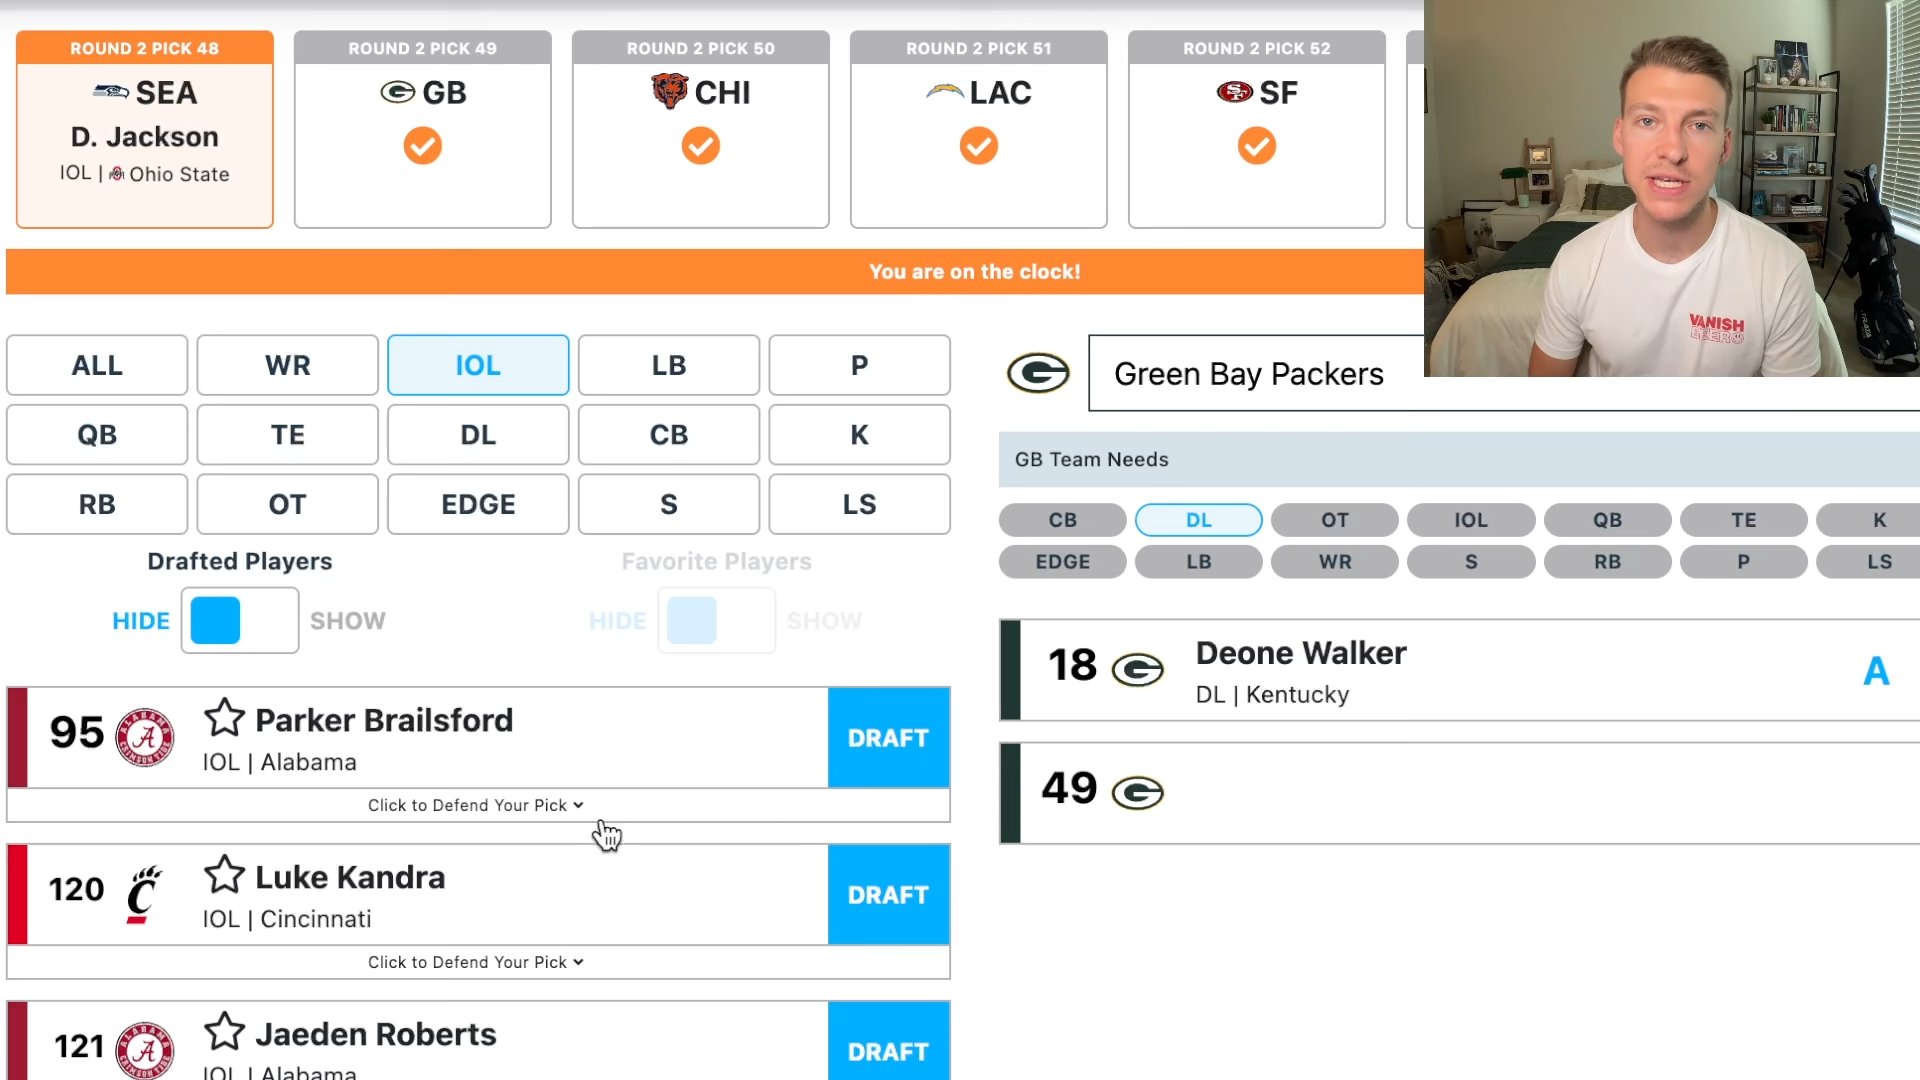 ROUND 2 PICK 48
SEA
D. Jackson
IOL | Ohio State
ROUND 2 PICK 49
GB
ROUND 2 PICK 50
CHI
ROUND 2 PICK 51
LAC
ROUND 2 PICK 52
SF
You are on the clock!
VANISH
BEER
ALL
WR
IOL
LB
P
QB
TE
DL
CB
K
RB
OT
EDGE
S
LS
Drafted Players
HIDE
SHOW
Favorite Players
HIDE
SHOW
95
Parker Brailsford
IOL | Alabama
DRAFT
Click to Defend Your Pick
120
Luke Kandra
IOL | Cincinnati
DRAFT
Click to Defend Your Pick
121
Jaeden Roberts
IOL | Alabama
DRAFT
Green Bay Packers
GB Team Needs
CB
DL
OT
IOL
QB
TE
K
EDGE
LB
WR
S
RB
P
LS
18
Deone Walker
DL | Kentucky
A
49